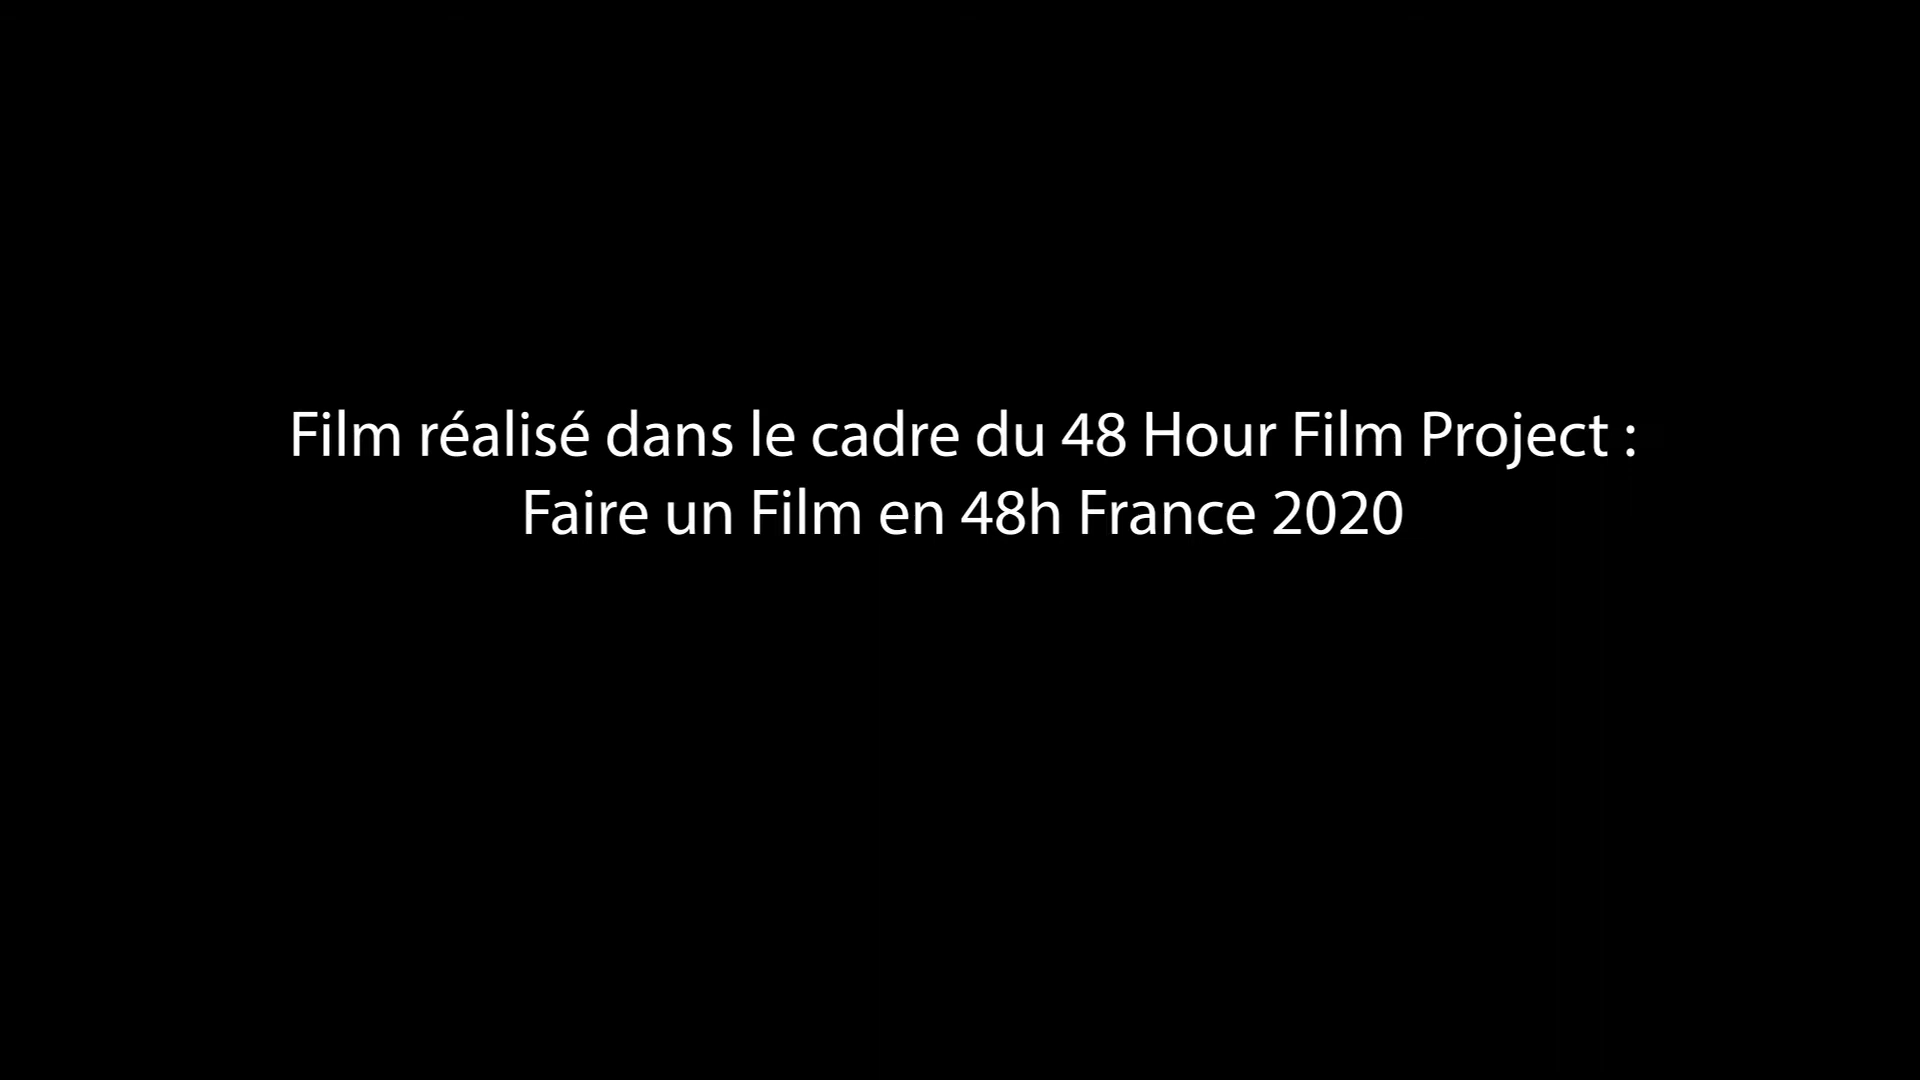 Film réalisé dans le cadre du 48 Hour Film Project :
Faire un Film en 48h France 2020